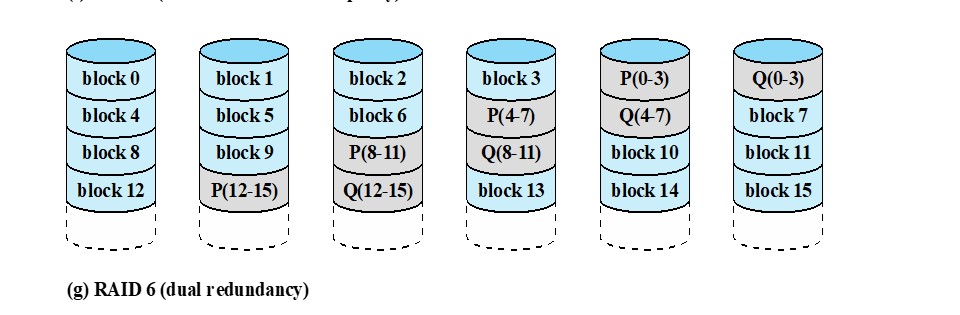 block 0 block 1 block 2 block 3 P(0-3) Q(0-3)
block 4 block 5 block 6 P(4-7) Q(4-7) block 7
block 8 block 9 P(8-11) Q(8-11) block 10 block 11
block 12 P(12-15) Q(12-15) block 13 block 14 block 15
(g) RAID 6 (dual redundancy)